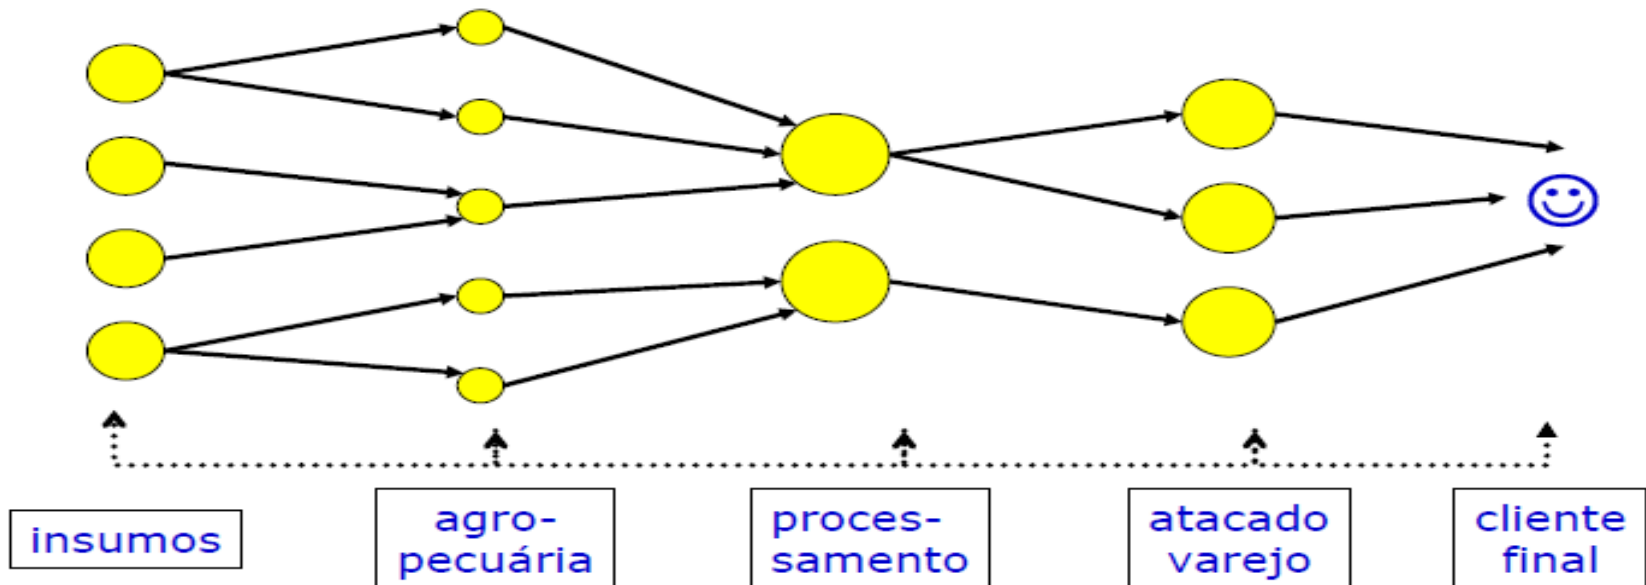 insumos
agro-
pecuária
proces-
samento
atacado
varejo
cliente
final